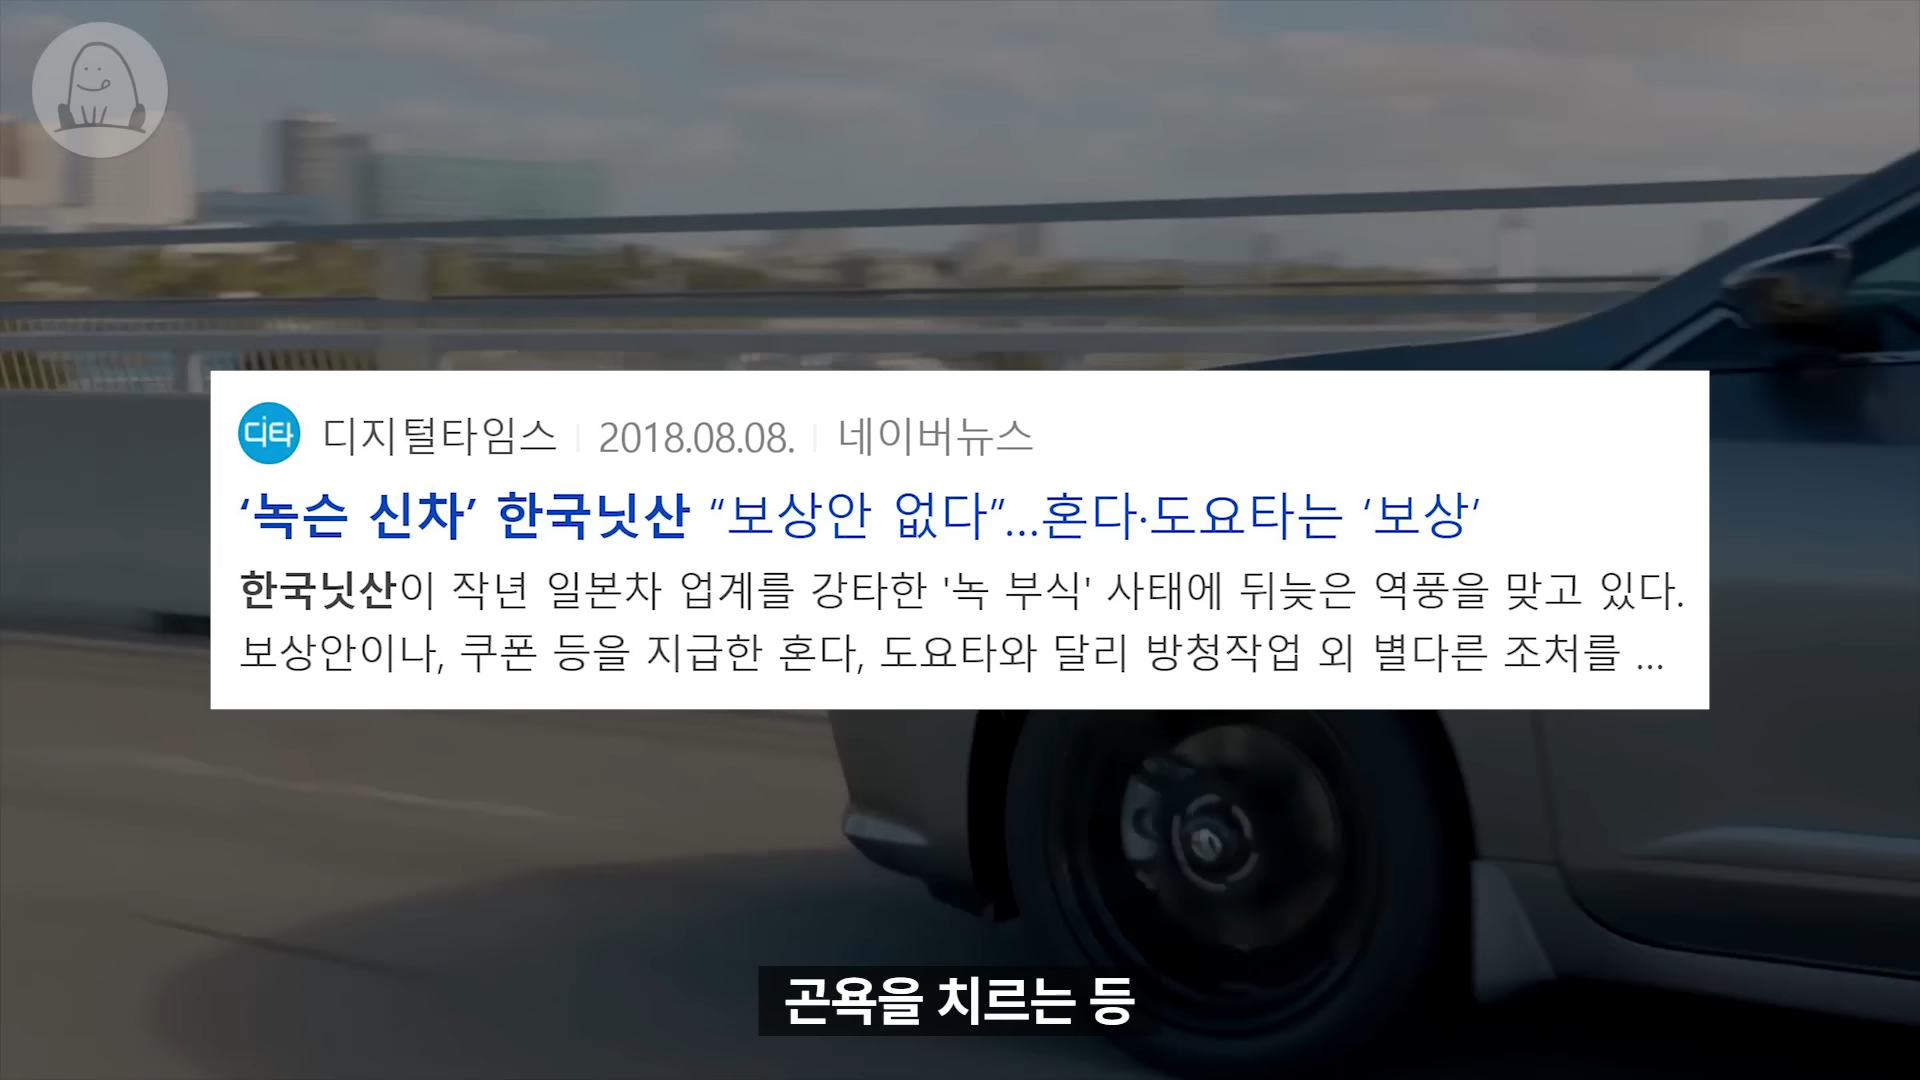 디타 디지털타임스 2018.08.08. 네이버뉴스
‘녹슨 신차’ 한국닛산 “보상안 없다”...혼다·도요타는 ‘보상’
한국닛산이 작년 일본차 업계를 강타한 '녹 부식' 사태에 뒤늦은 역풍을 맞고 있다.
보상안이나, 쿠폰 등을 지급한 혼다, 도요타와 달리 방청작업 외 별다른 조처를 ...
곤욕을 치르는 등